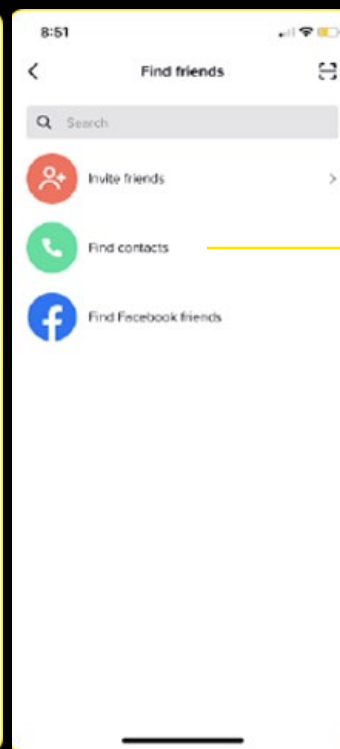 8:51
Find friends
Search
Invite friends
Find contacts
Find Facebook friends